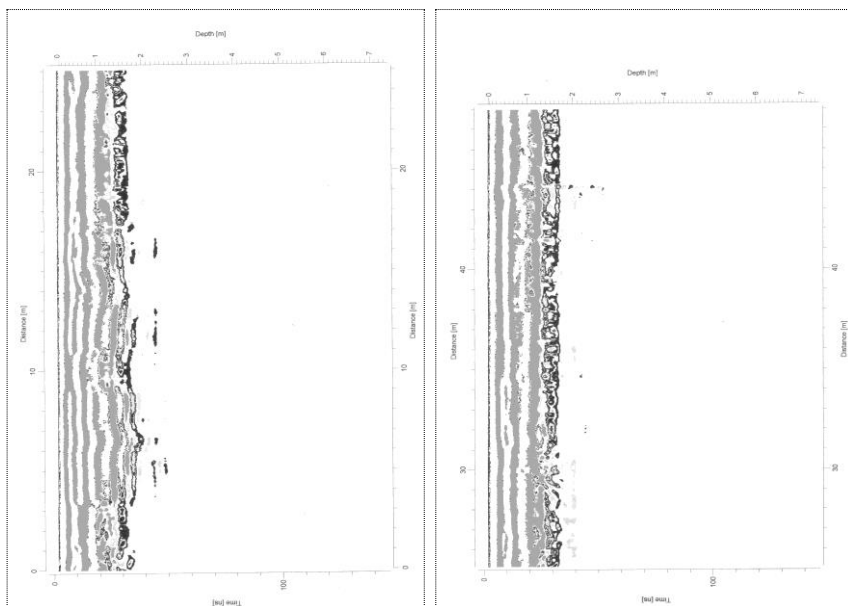 Depth [m]
0 1 2 3 4 5 6 7
Distance [m]
0 10 20
Distance [m]
0 10 20
0 100
Time [ns]
Depth [m]
0 1 2 3 4 5 6 7
Distance [m]
30 40
Distance [m]
30 40
0 100
Time [ns]